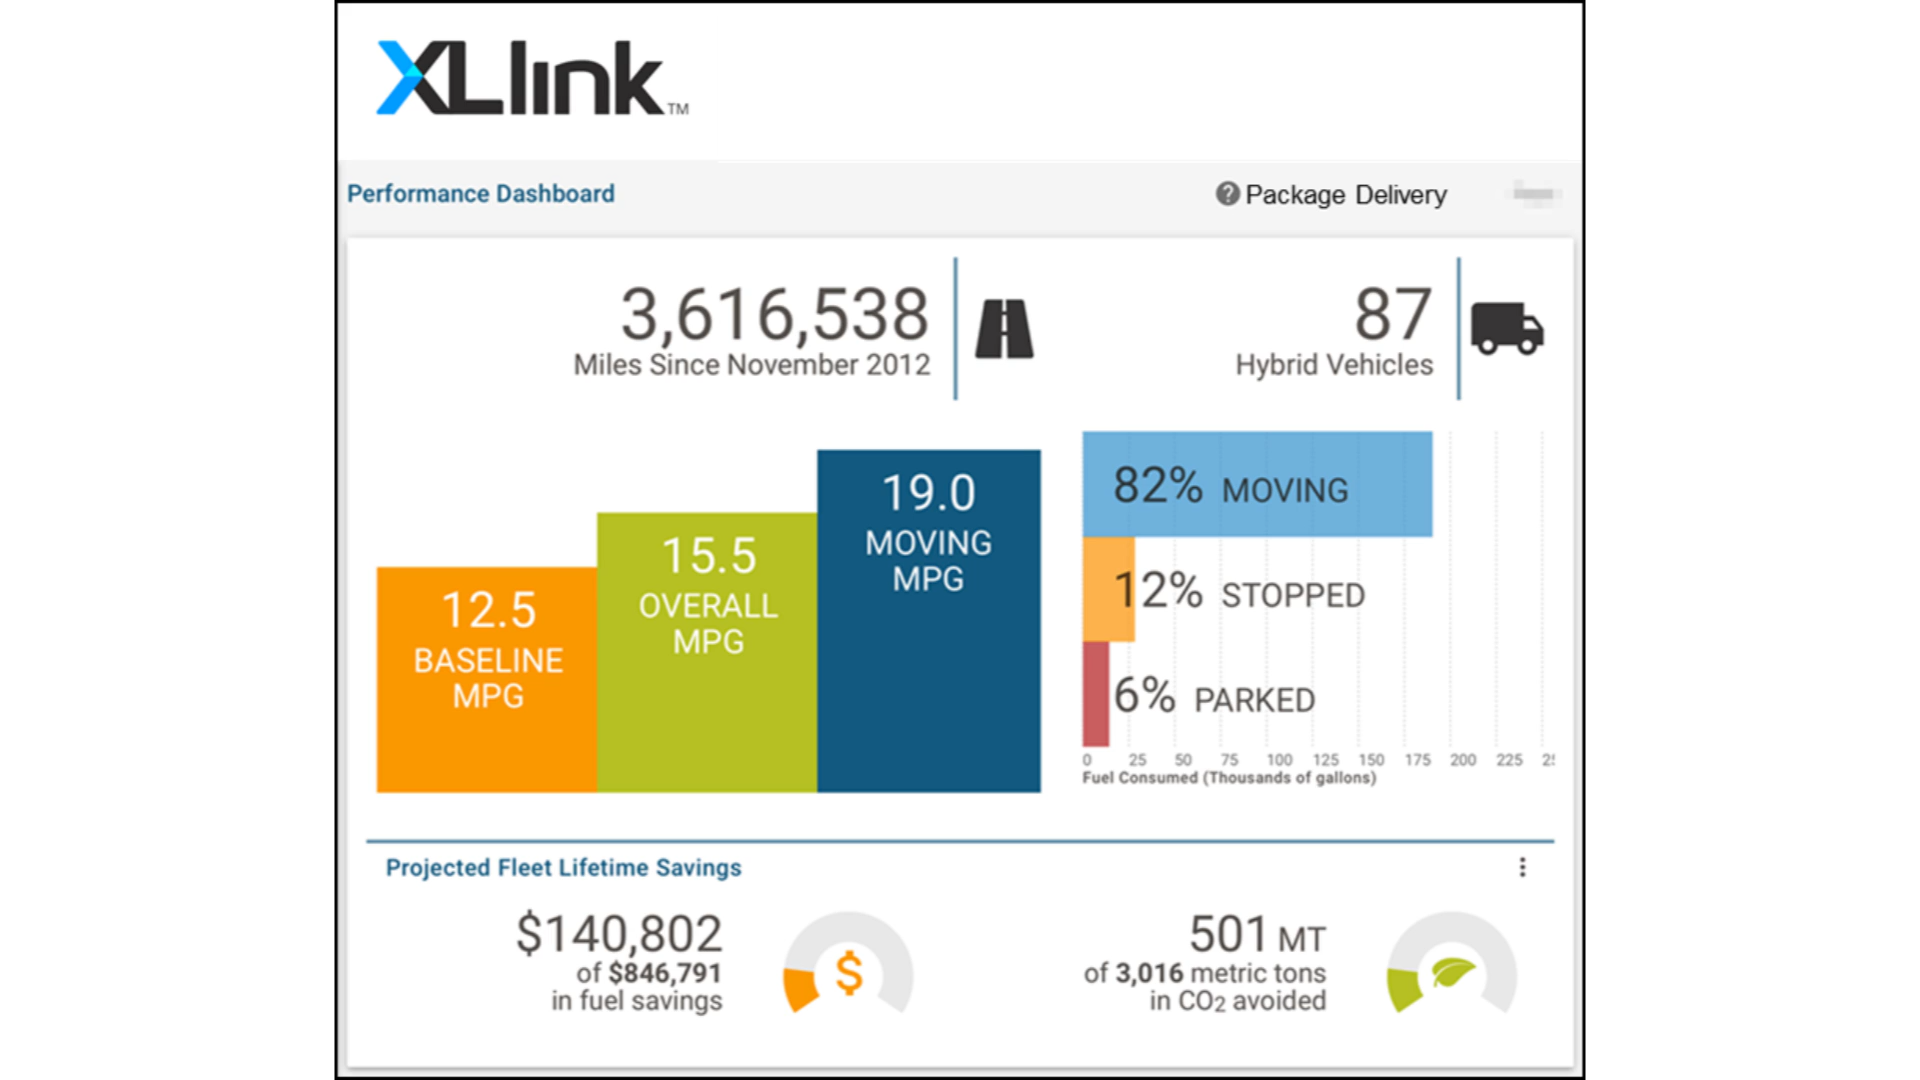 XLlink™
Performance Dashboard
? Package Delivery
3,616,538
Miles Since November 2012
87
Hybrid Vehicles
12.5
BASELINE
MPG
15.5
OVERALL
MPG
19.0
MOVING
MPG
82% MOVING
12% STOPPED
6% PARKED
0 25 50 75 100 125 150 175 200 225
Fuel Consumed (Thousands of gallons)
Projected Fleet Lifetime Savings
$140,802
of $846,791
in fuel savings
$
501 MT
of 3,016 metric tons
in CO2 avoided